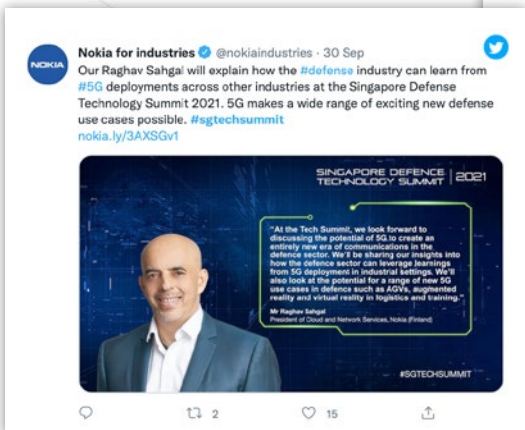 NOKIA
Nokia for industries @nokiaindustries · 30 Sep
Our Raghav Sahgal will explain how the #defense industry can learn from
#5G deployments across other industries at the Singapore Defense
Technology Summit 2021. 5G makes a wide range of exciting new defense
use cases possible. #sgtechsummit
nokia.ly/3AXSGv1
SINGAPORE DEFENCE
TECHNOLOGY SUMMIT 2021
"At the Tech Summit, we look forward to
discussing the potential of 5G to create an
entirely new era of communications in the
defence sector. We'll be sharing our insights into
how the defence sector can leverage learnings
from 5G deployment in industrial settings. We'll
also look at the potential for a range of new 5G
use cases in defence such as AGVs, augmented
reality and virtual reality in logistics and training."
Mr Raghav Sahgal
President of Cloud and Network Services, Nokia (Finland)
#SGTECHSUMMIT
2
15